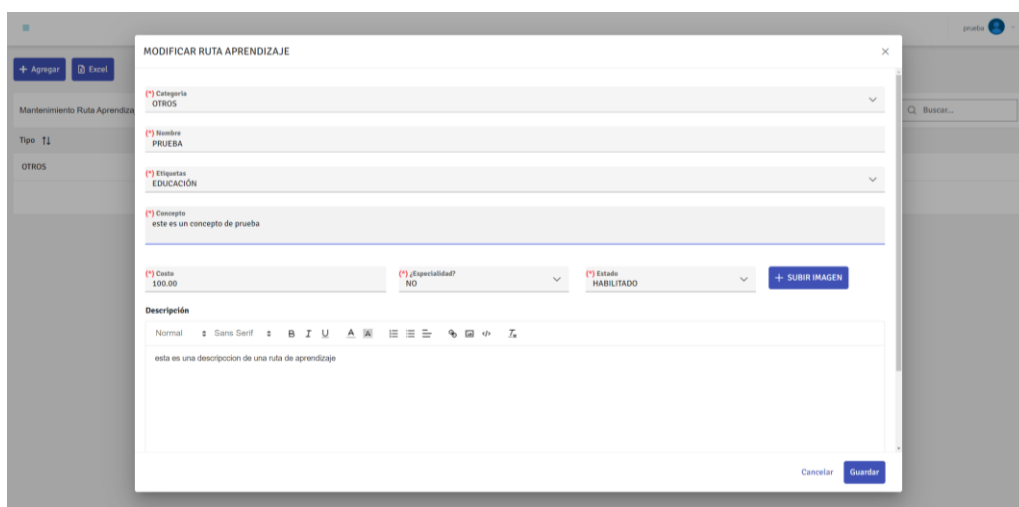 prueba
MODIFICAR RUTA APRENDIZAJE
+ Agregar
Excel
Mantenimiento Ruta Aprendiza
Buscar...
Tipo
OTROS
(*) Categoria
OTROS
(*) Nombre
PRUEBA
(*) Etiquetas
EDUCACIÓN
(*) Concepto
este es un concepto de prueba
(*) Costo
100.00
(*) ¿Especialidad?
NO
(*) Estado
HABILITADO
+ SUBIR IMAGEN
Descripción
Normal Sans Serif B I U A A
esta es una descripccion de una ruta de aprendizaje
Cancelar Guardar